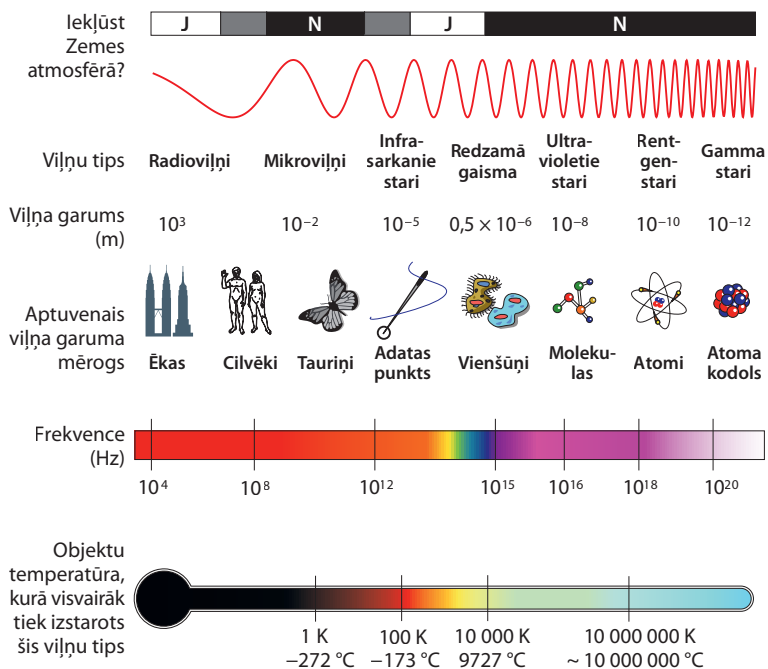 Iekļūst
Zemes
atmosfērā?
J N J N
Viļņu tips
Radioviļņi
Mikroviļņi
Infra-
sarkanie
stari
Redzamā
gaisma
Ultra-
violetie
stari
Rent-
gen-
stari
Gamma
stari
Viļņa garums
(m)
10³ 10⁻² 10⁻⁵ 0,5 × 10⁻⁶ 10⁻⁸ 10⁻¹⁰ 10⁻¹²
Aptuvenais
viļņa garuma
mērogs
Ēkas
Cilvēki
Tauriņi
Adatas
punkts
Vienšūņi
Moleku-
las
Atomi
Atoma
kodols
Frekvence
(Hz)
10⁴ 10⁸ 10¹² 10¹⁵ 10¹⁶ 10¹⁸ 10²⁰
Objektu
temperatūra,
kurā visvairāk
tiek izstarots
šis viļņu tips
1 K 100 K 10 000 K 10 000 000 K
−272 °C −173 °C 9727 °C ~ 10 000 000 °C